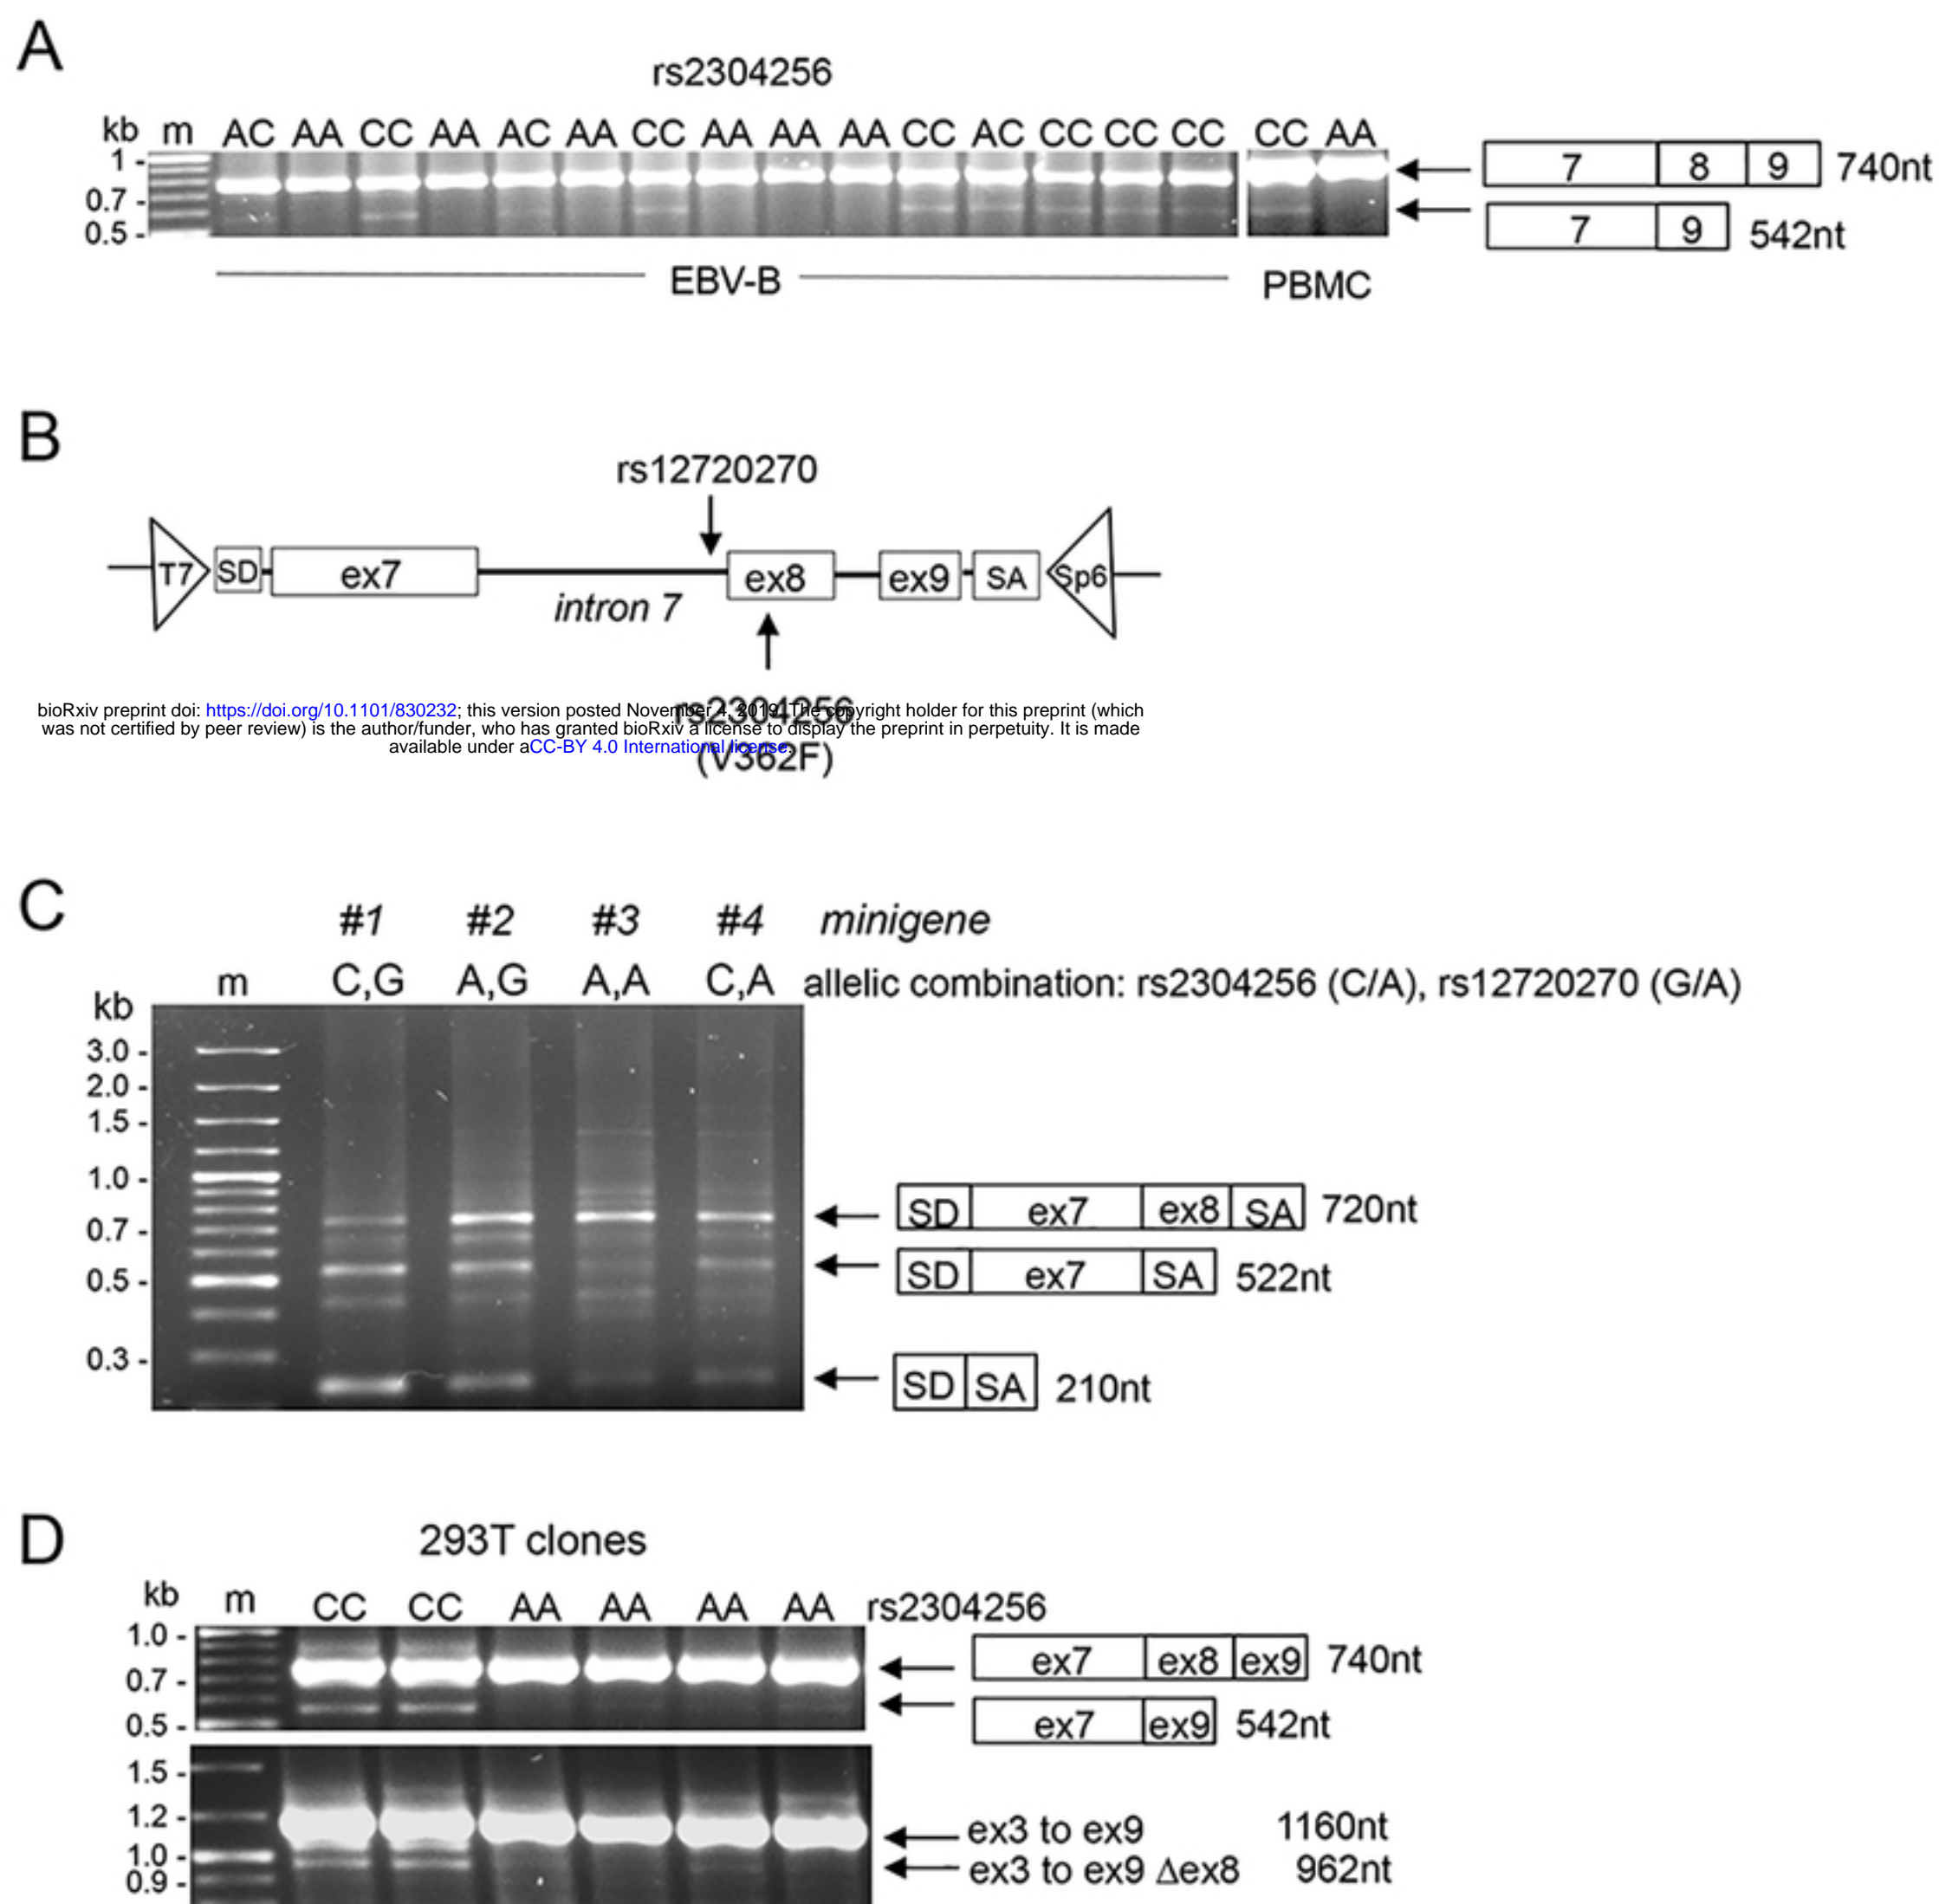 A
rs2304256
kb m AC AA CC AA AC AA CC AA AA AA CC AC CC CC CC CC AA
1 -
0.7 -
0.5 -
7 8 9 740nt
7 9 542nt
EBV-B
PBMC
B
rs12720270
T7 SD ex7 ex8 ex9 SA Sp6
intron 7
rs2304256
(V362F)
bioRxiv preprint doi: https://doi.org/10.1101/830232; this version posted November 4, 2019. The copyright holder for this preprint (which
was not certified by peer review) is the author/funder, who has granted bioRxiv a license to display the preprint in perpetuity. It is made
available under aCC-BY 4.0 International license.
C
#1 #2 #3 #4 minigene
m C,G A,G A,A C,A allelic combination: rs2304256 (C/A), rs12720270 (G/A)
kb
3.0 -
2.0 -
1.5 -
1.0 -
0.7 -
0.5 -
0.3 -
SD ex7 ex8 SA 720nt
SD ex7 SA 522nt
SD SA 210nt
D
293T clones
kb m CC CC AA AA AA AA rs2304256
1.0 -
0.7 -
0.5 -
ex7 ex8 ex9 740nt
ex7 ex9 542nt
1.5 -
1.2 -
1.0 -
0.9 -
ex3 to ex9 1160nt
ex3 to ex9 Δex8 962nt